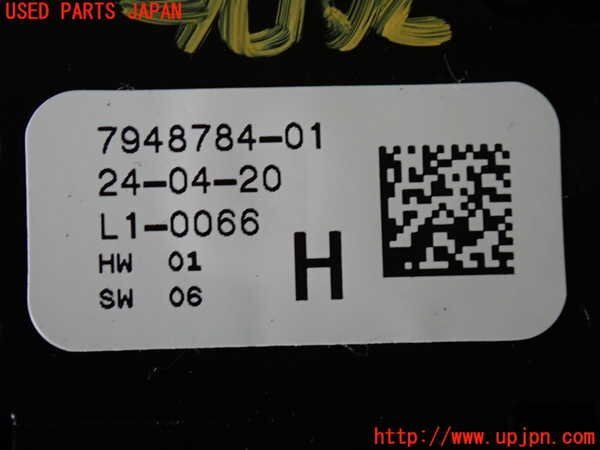 USED PARTS JAPAN
7948784-01
24-04-20
L1-0066
HW 01
SW 06
H
http://www.upjpn.com